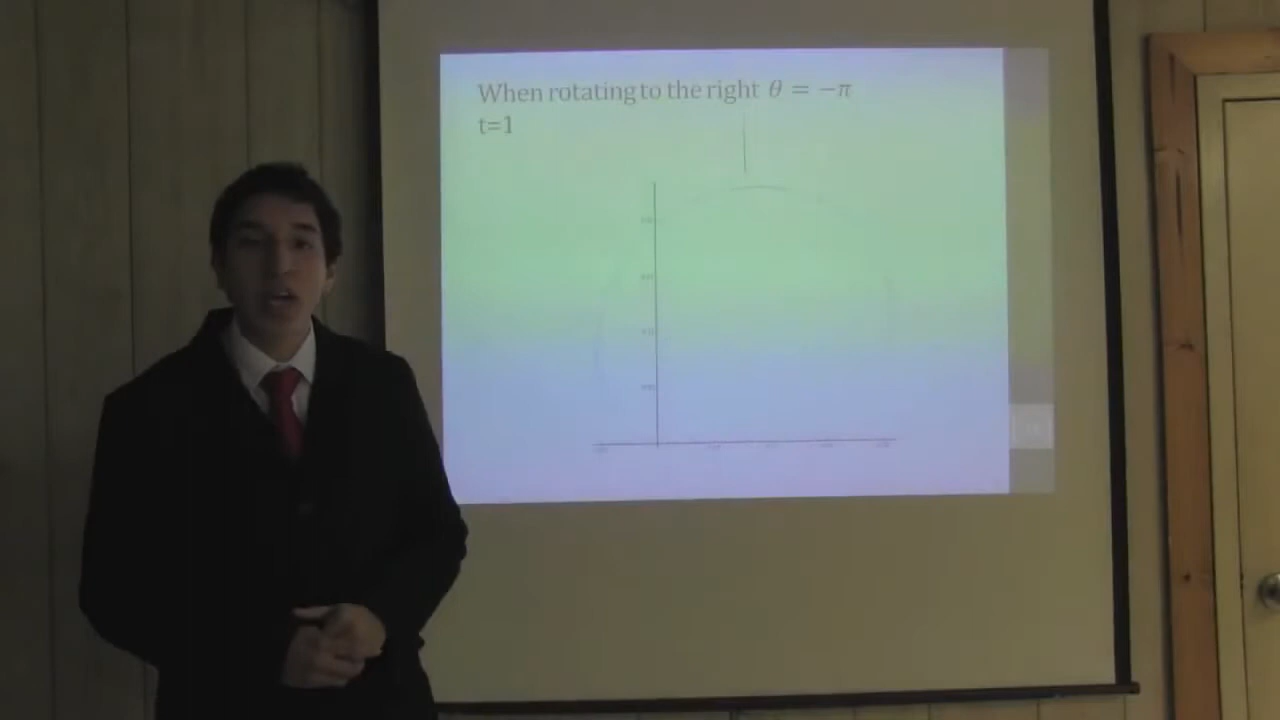 When rotating to the right θ = −π
t=1